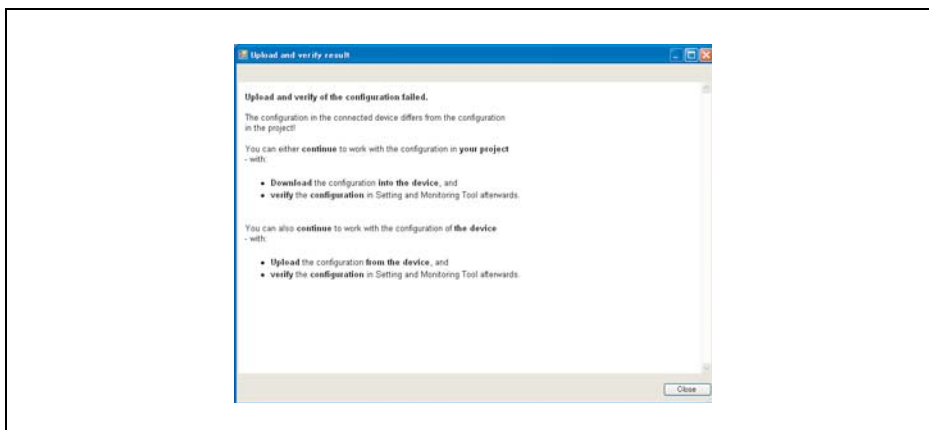 Upload and verify result
Upload and verify of the configuration failed.
The configuration in the connected device differs from the configuration
in the project!
You can either continue to work with the configuration in your project
- with:
• Download the configuration into the device, and
• verify the configuration in Setting and Monitoring Tool afterwards.
You can also continue to work with the configuration of the device
- with:
• Upload the configuration from the device, and
• verify the configuration in Setting and Monitoring Tool afterwards.
Close